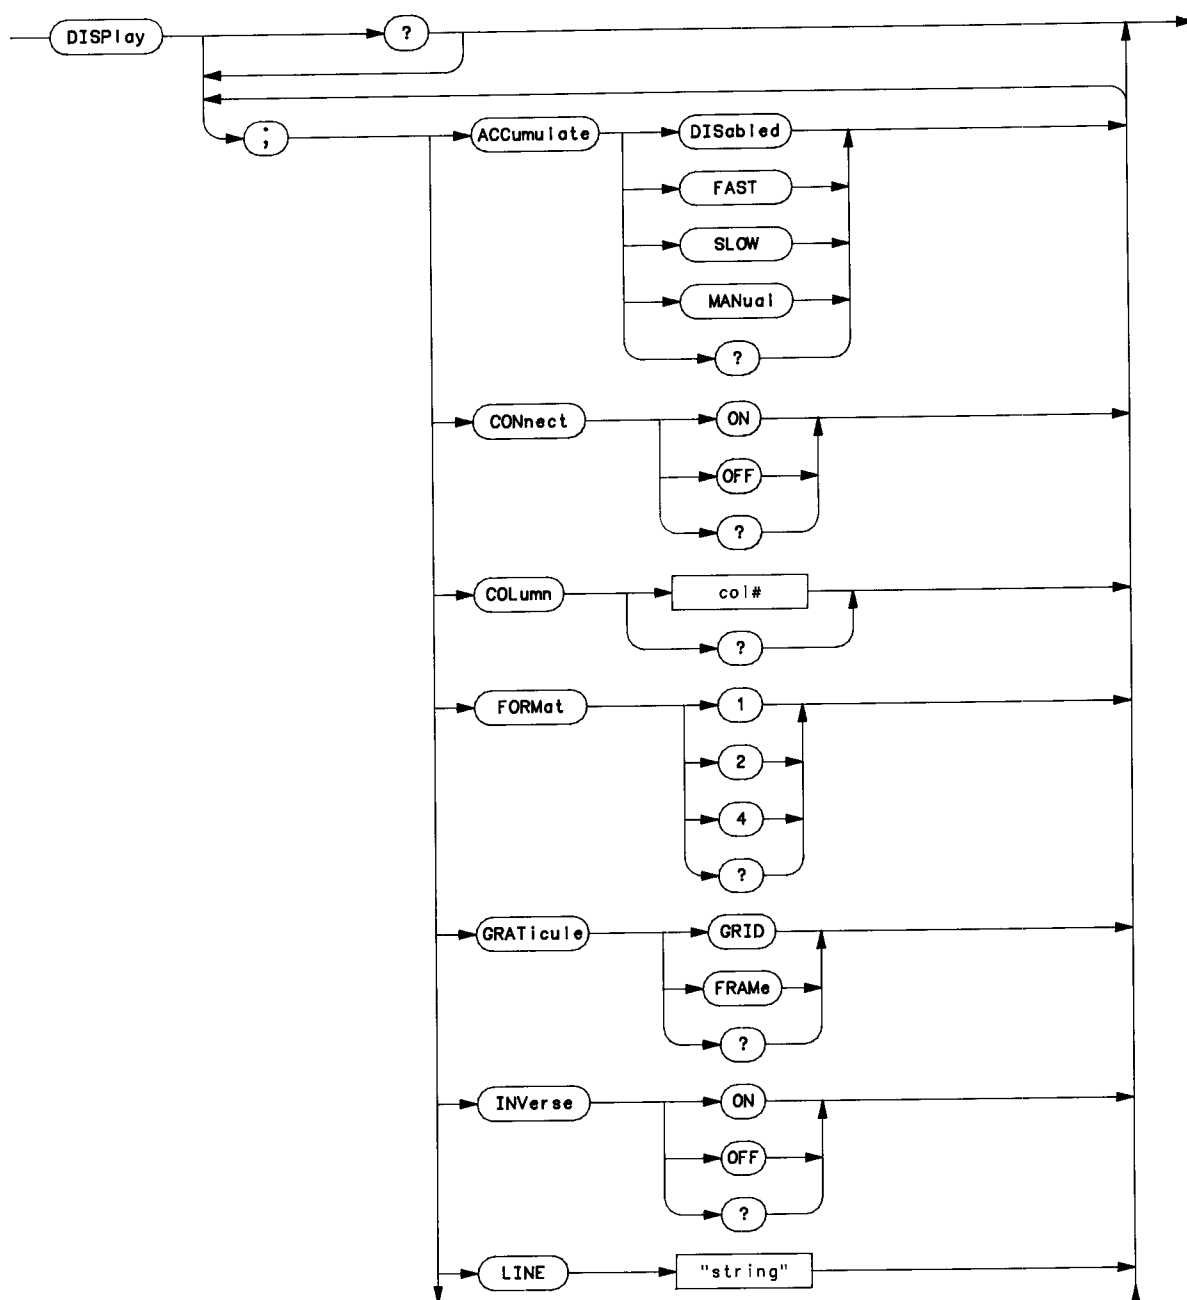 DISPlay ?
;
ACCumulate DISabled
FAST
SLOW
MANual
?
CONnect ON
OFF
?
COLumn col#
?
FORMat 1
2
4
?
GRATicule GRID
FRAMe
?
INVerse ON
OFF
?
LINE "string"